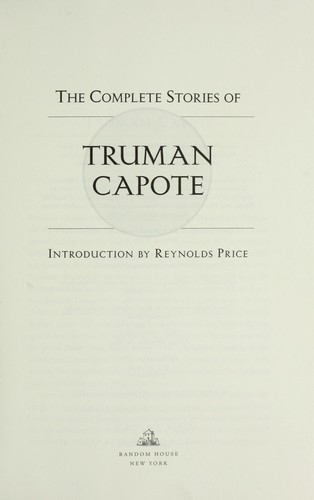 THE COMPLETE STORIES OF
TRUMAN
CAPOTE
INTRODUCTION BY REYNOLDS PRICE
RANDOM HOUSE
NEW YORK